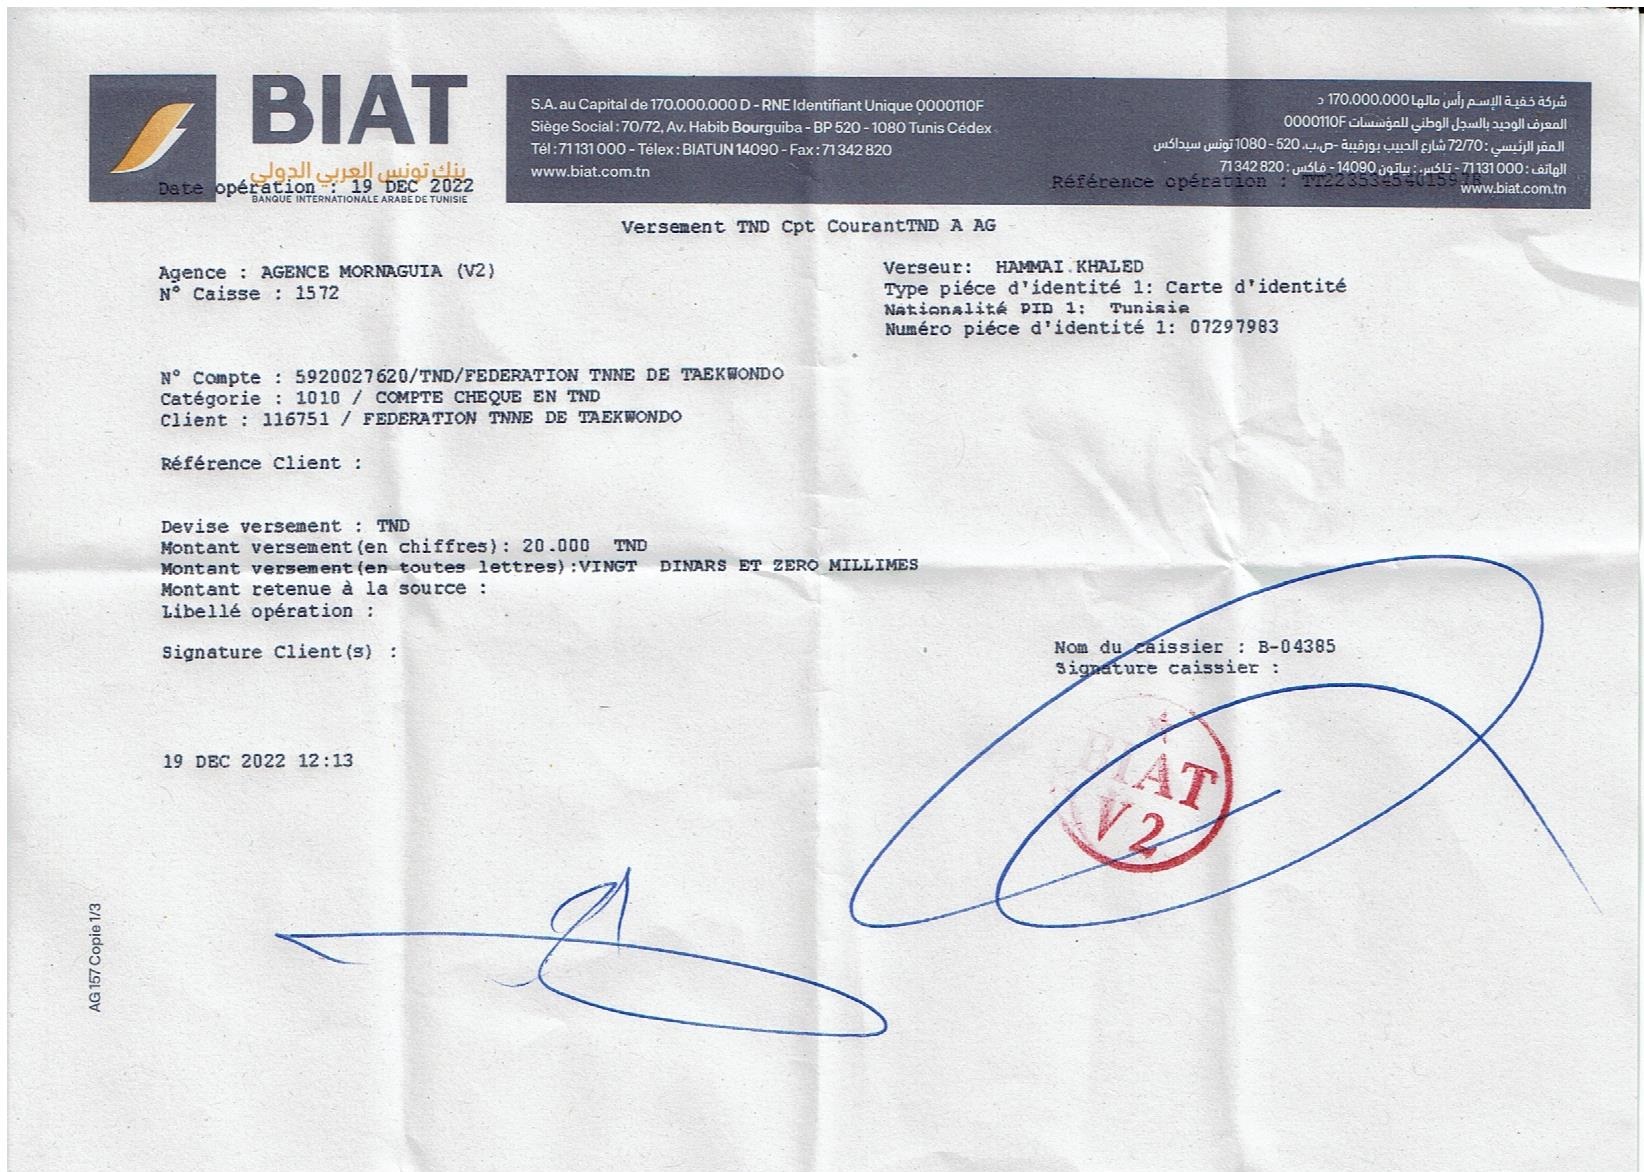 BIAT
بنك تونس العربي الدولي
BANQUE INTERNATIONALE ARABE DE TUNISIE
S.A. au Capital de 170.000.000 D - RNE Identifiant Unique 0000110F
Siège Social : 70/72, Av. Habib Bourguiba - BP 520 - 1080 Tunis Cédex
Tél : 71 131 000 - Télex : BIATUN 14090 - Fax : 71 342 820
www.biat.com.tn
شركة خفية الإسم رأس مالها 170.000.000 د
المعرف الوحيد بالسجل الوطني للمؤسسات 0000110F
المقر الرئيسي : 72/70 شارع الحبيب بورقيبة -ص.ب. 520 - 1080 تونس سيداكس
الهاتف : 71 131 000 - تلكس : بياتون 14090 - فاكس : 71 342 820
www.biat.com.tn
Date opération : 19 DEC 2022
Référence opération :
Versement TND Cpt CourantTND A AG
Agence : AGENCE MORNAGUIA (V2)
N° Caisse : 1572
Verseur: HAMMAI KHALED
Type piéce d'identité 1: Carte d'identité
Nationalité PID 1: Tunisie
Numéro piéce d'identité 1: 07297983
N° Compte : 5920027620/TND/FEDERATION TNNE DE TAEKWONDO
Catégorie : 1010 / COMPTE CHEQUE EN TND
Client : 116751 / FEDERATION TNNE DE TAEKWONDO
Référence Client :
Devise versement : TND
Montant versement(en chiffres): 20.000 TND
Montant versement(en toutes lettres):VINGT DINARS ET ZERO MILLIMES
Montant retenue à la source :
Libellé opération :
Signature Client(s) :
Nom du caissier : B-04385
Signature caissier :
BIAT
V2
19 DEC 2022 12:13
AG 157 Copie 1/3